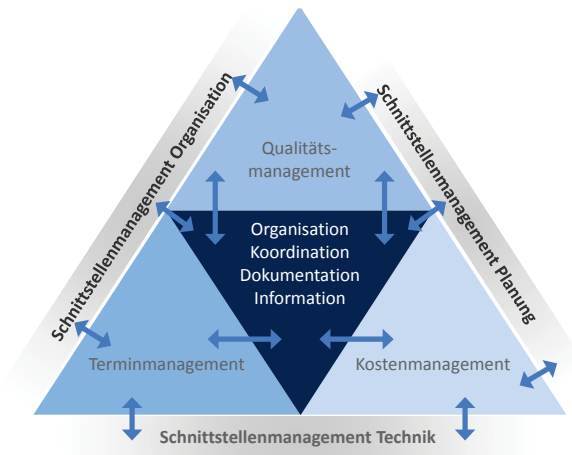 Schnittstellenmanagement Organisation
Schnittstellenmanagement Planung
Qualitäts-
management
Organisation
Koordination
Dokumentation
Information
Terminmanagement
Kostenmanagement
Schnittstellenmanagement Technik